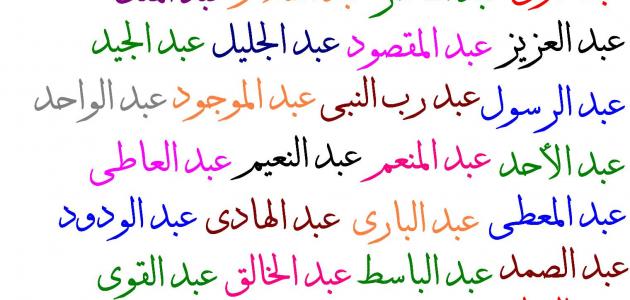 عبد العزيز عبد المقصود عبد الجليل عبد الجيد
عبد الرسول عبد رب النبى عبد الموجود عبد الواحد
عبد الأحد عبد المنعم عبد النعيم عبد العاطى
عبد المعطى عبد البارى عبد الهادى عبد الودود
عبد الصمد عبد الباسط عبد الخالق عبد القوى